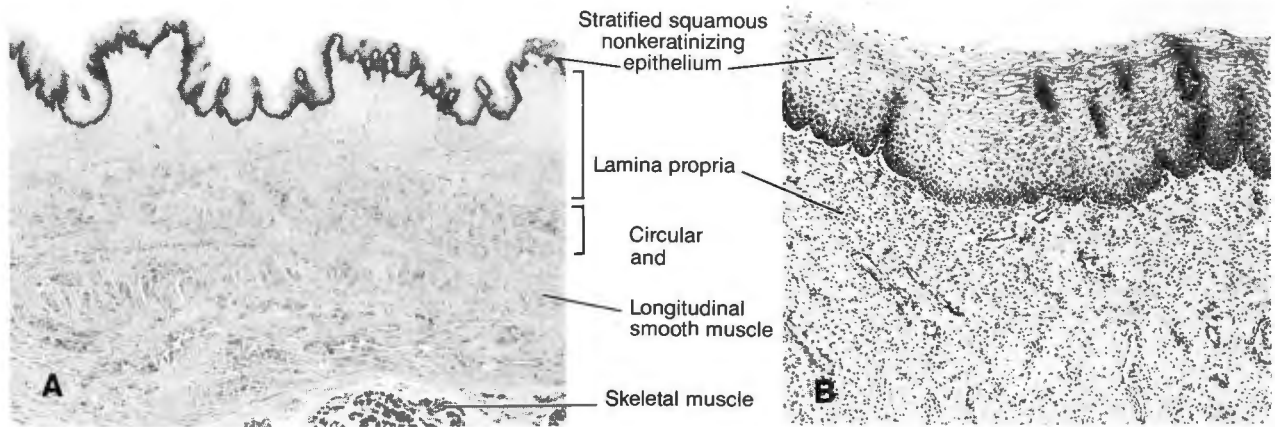 Stratified squamous
nonkeratinizing
epithelium
Lamina propria
Circular
and
Longitudinal
smooth muscle
Skeletal muscle
A
B